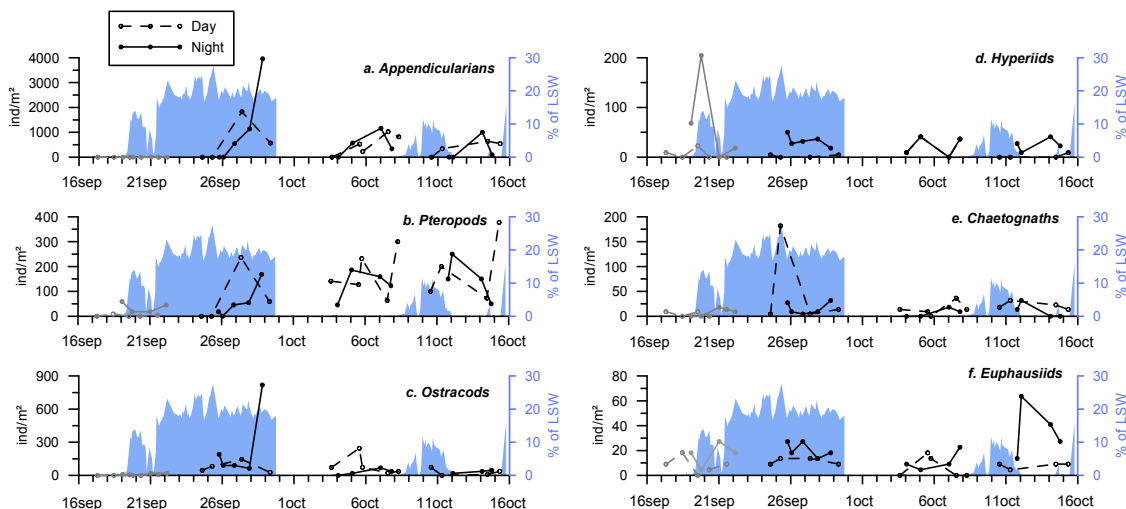 Day
Night
a. Appendicularians
4000
3000
2000
1000
0
ind/m²
30
20
10
0
% of LSW
16sep 21sep 26sep 1oct 6oct 11oct 16oct
d. Hyperiids
200
100
200
0
ind/m²
30
20
10
0
% of LSW
16sep 21sep 26sep 1oct 6oct 11oct 16oct
b. Pteropods
400
300
200
100
0
ind/m²
30
20
10
0
% of LSW
16sep 21sep 26sep 1oct 6oct 11oct 16oct
e. Chaetognaths
200
150
100
50
0
ind/m²
30
20
10
0
% of LSW
16sep 21sep 26sep 1oct 6oct 11oct 16oct
c. Ostracods
900
600
300
0
ind/m²
30
20
10
0
% of LSW
16sep 21sep 26sep 1oct 6oct 11oct 16oct
f. Euphausiids
80
60
40
20
0
ind/m²
30
20
10
0
% of LSW
16sep 21sep 26sep 1oct 6oct 11oct 16oct